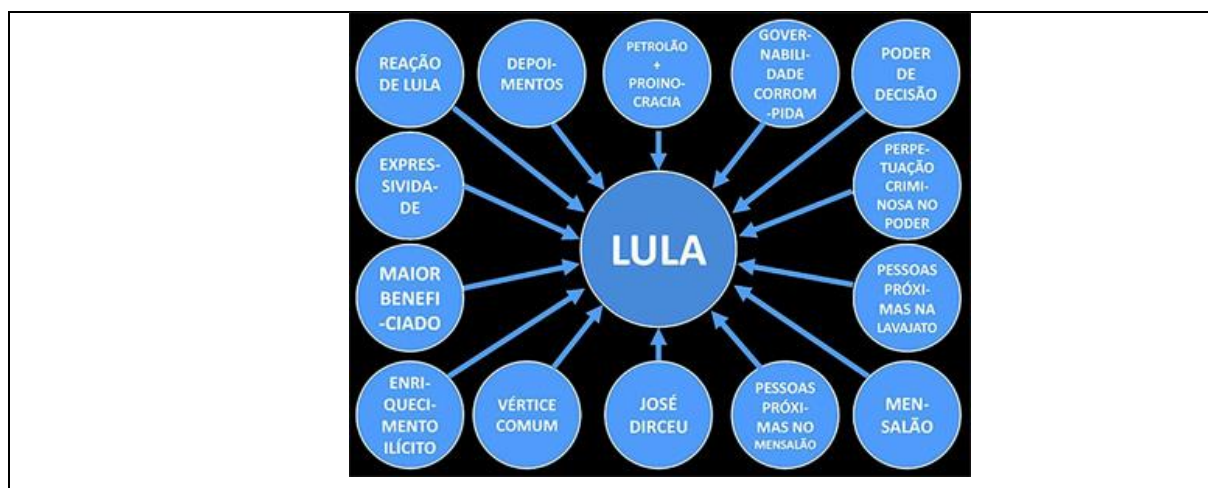 REAÇÃO
DE LULA
DEPOI-
MENTOS
PETROLÃO
+
PROINO-
CRACIA
GOVER-
NABILI-
DADE
CORROM
-PIDA
PODER
DE
DECISÃO
EXPRES-
SIVIDA-
DE
PERPE-
TUAÇÃO
CRIMI-
NOSA NO
PODER
LULA
MAIOR
BENEFI
-CIADO
PESSOAS
PRÓXI-
MAS NA
LAVAJATO
ENRI-
QUECI-
MENTO
ILÍCITO
VÉRTICE
COMUM
JOSÉ
DIRCEU
PESSOAS
PRÓXI-
MAS NO
MENSALÃO
MEN-
SALÃO